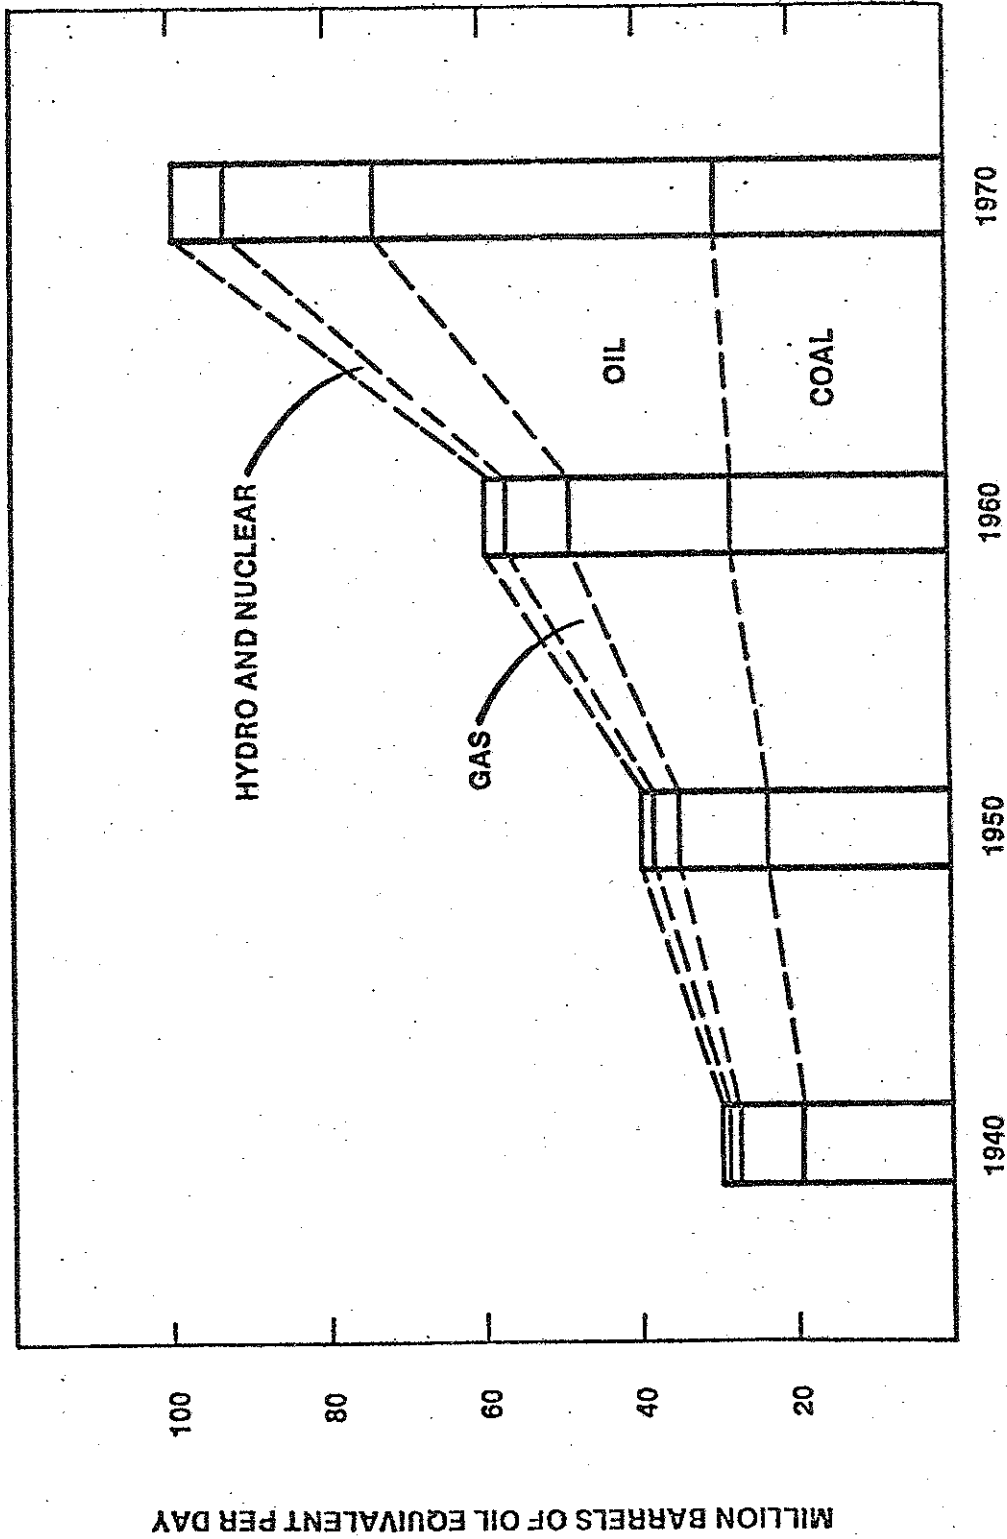 MILLION BARRELS OF OIL EQUIVALENT PER DAY
100
80
60
40
20
HYDRO AND NUCLEAR
GAS
OIL
COAL
1940
1950
1960
1970